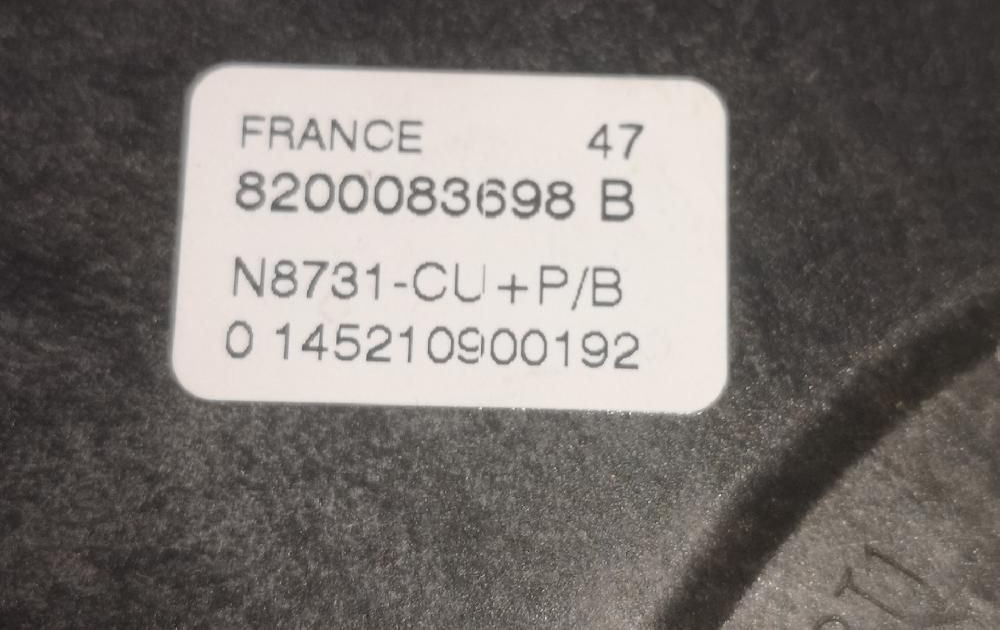 FRANCE 47
8200083698 B
N8731-CU+P/B
0 145210900192